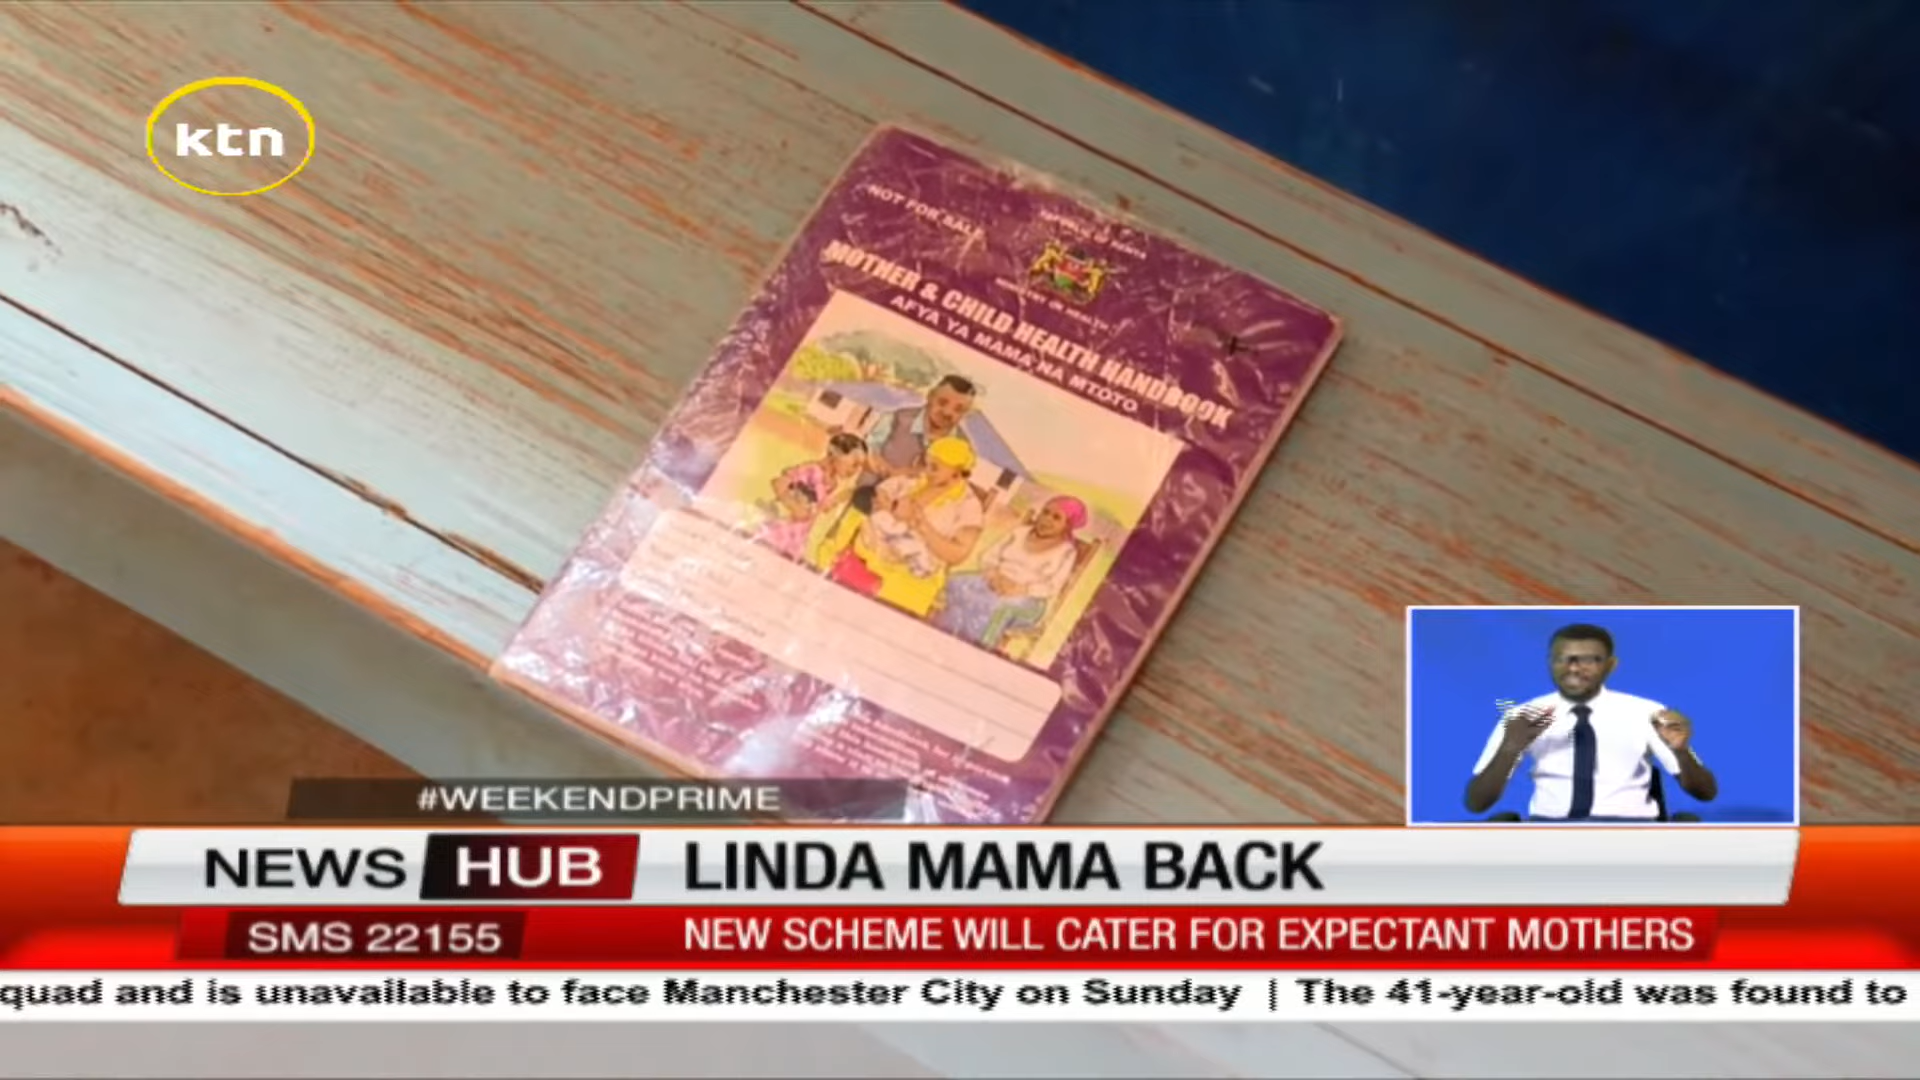 ktn
NOT FOR SALE
REPUBLIC OF KENYA
MINISTRY OF HEALTH
MOTHER & CHILD HEALTH HANDBOOK
AFYA YA MAMA NA MTOTO
#WEEKENDPRIME
NEWS HUB
LINDA MAMA BACK
SMS 22155
NEW SCHEME WILL CATER FOR EXPECTANT MOTHERS
quad and is unavailable to face Manchester City on Sunday | The 41-year-old was found to